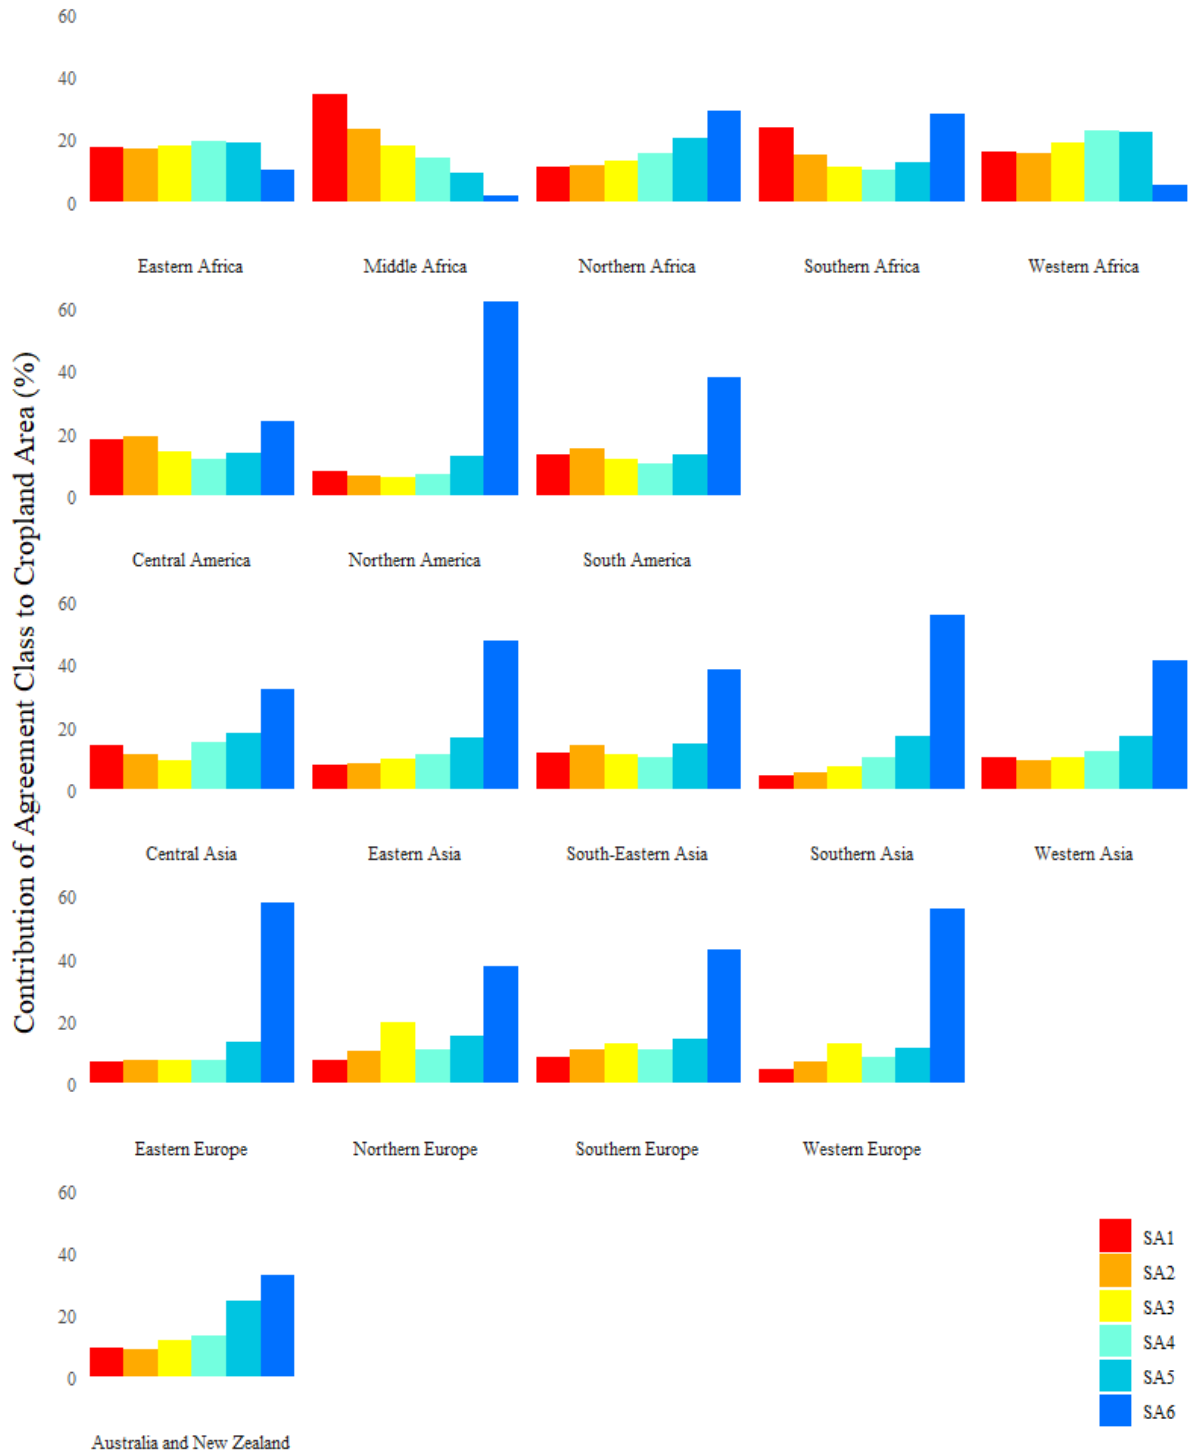 Contribution of Agreement Class to Cropland Area (%)
60
40
20
0
Eastern Africa
Middle Africa
Northern Africa
Southern Africa
Western Africa
60
40
20
0
Central America
Northern America
South America
60
40
20
0
Central Asia
Eastern Asia
South-Eastern Asia
Southern Asia
Western Asia
60
40
20
0
Eastern Europe
Northern Europe
Southern Europe
Western Europe
60
40
20
0
Australia and New Zealand
SA1
SA2
SA3
SA4
SA5
SA6